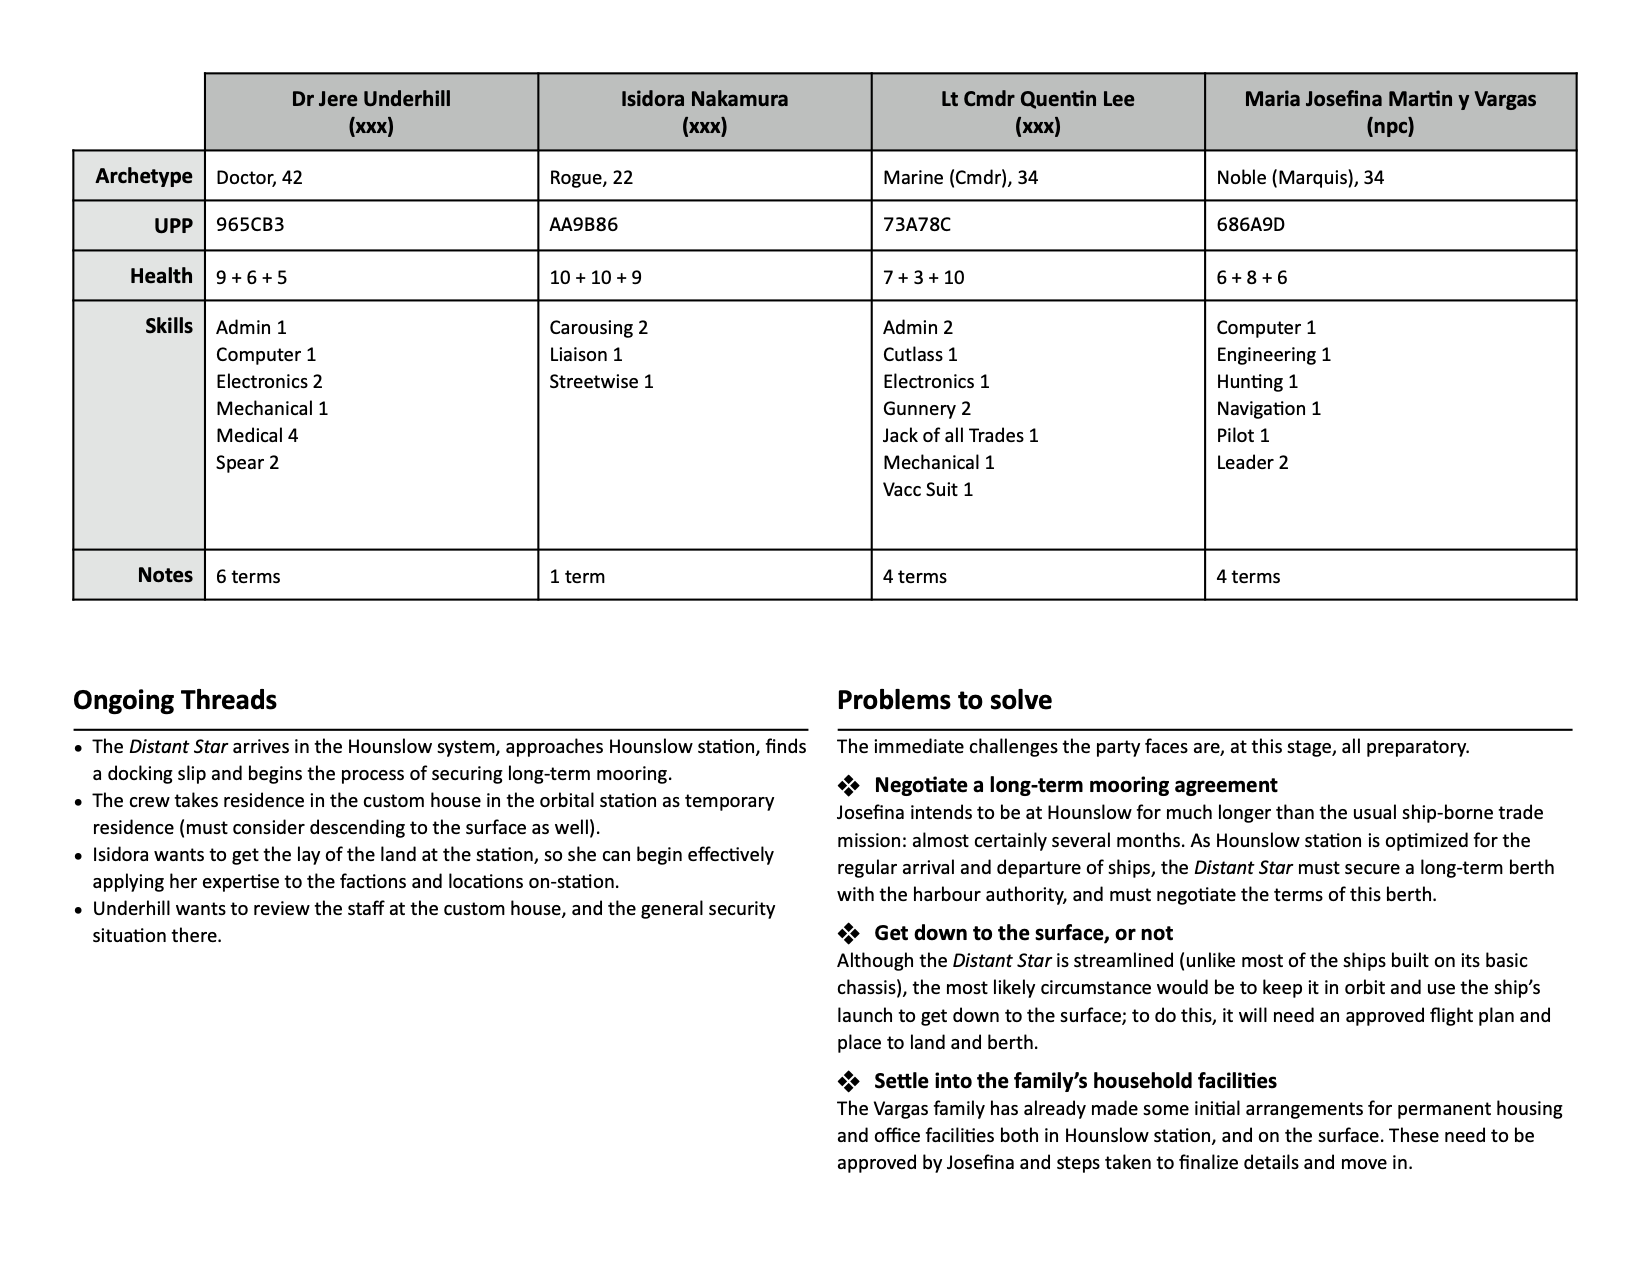 Dr Jere Underhill
(xxx)
Isidora Nakamura
(xxx)
Lt Cmdr Quentin Lee
(xxx)
Maria Josefina Martin y Vargas
(npc)
Archetype
Doctor, 42
Rogue, 22
Marine (Cmdr), 34
Noble (Marquis), 34
UPP
965CB3
AA9B86
73A78C
686A9D
Health
9 + 6 + 5
10 + 10 + 9
7 + 3 + 10
6 + 8 + 6
Skills
Admin 1
Computer 1
Electronics 2
Mechanical 1
Medical 4
Spear 2
Carousing 2
Liaison 1
Streetwise 1
Admin 2
Cutlass 1
Electronics 1
Gunnery 2
Jack of all Trades 1
Mechanical 1
Vacc Suit 1
Computer 1
Engineering 1
Hunting 1
Navigation 1
Pilot 1
Leader 2
Notes
6 terms
1 term
4 terms
4 terms
Ongoing Threads
• The Distant Star arrives in the Hounslow system, approaches Hounslow station, finds
a docking slip and begins the process of securing long-term mooring.
• The crew takes residence in the custom house in the orbital station as temporary
residence (must consider descending to the surface as well).
• Isidora wants to get the lay of the land at the station, so she can begin effectively
applying her expertise to the factions and locations on-station.
• Underhill wants to review the staff at the custom house, and the general security
situation there.
Problems to solve
The immediate challenges the party faces are, at this stage, all preparatory.
❖ Negotiate a long-term mooring agreement
Josefina intends to be at Hounslow for much longer than the usual ship-borne trade
mission: almost certainly several months. As Hounslow station is optimized for the
regular arrival and departure of ships, the Distant Star must secure a long-term berth
with the harbour authority, and must negotiate the terms of this berth.
❖ Get down to the surface, or not
Although the Distant Star is streamlined (unlike most of the ships built on its basic
chassis), the most likely circumstance would be to keep it in orbit and use the ship’s
launch to get down to the surface; to do this, it will need an approved flight plan and
place to land and berth.
❖ Settle into the family’s household facilities
The Vargas family has already made some initial arrangements for permanent housing
and office facilities both in Hounslow station, and on the surface. These need to be
approved by Josefina and steps taken to finalize details and move in.